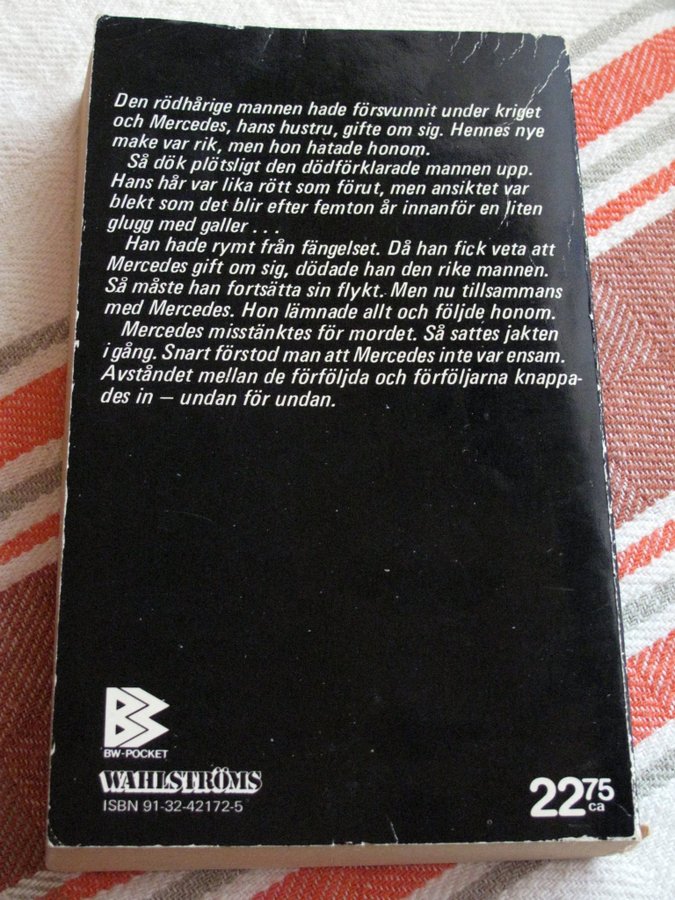 Den rödhårige mannen hade försvunnit under kriget
och Mercedes, hans hustru, gifte om sig. Hennes nye
make var rik, men hon hatade honom.
Så dök plötsligt den dödförklarade mannen upp.
Hans hår var lika rött som förut, men ansiktet var
blekt som det blir efter femton år innanför en liten
glugg med galler . . .
Han hade rymt från fängelset. Då han fick veta att
Mercedes gift om sig, dödade han den rike mannen.
Så måste han fortsätta sin flykt. Men nu tillsammans
med Mercedes. Hon lämnade allt och följde honom.
Mercedes misstänktes för mordet. Så sattes jakten
i gång. Snart förstod man att Mercedes inte var ensam.
Avståndet mellan de förföljda och förföljarna knappa-
des in – undan för undan.
BW-POCKET
WAHLSTRÖMS
ISBN 91-32-42172-5
22 75
ca